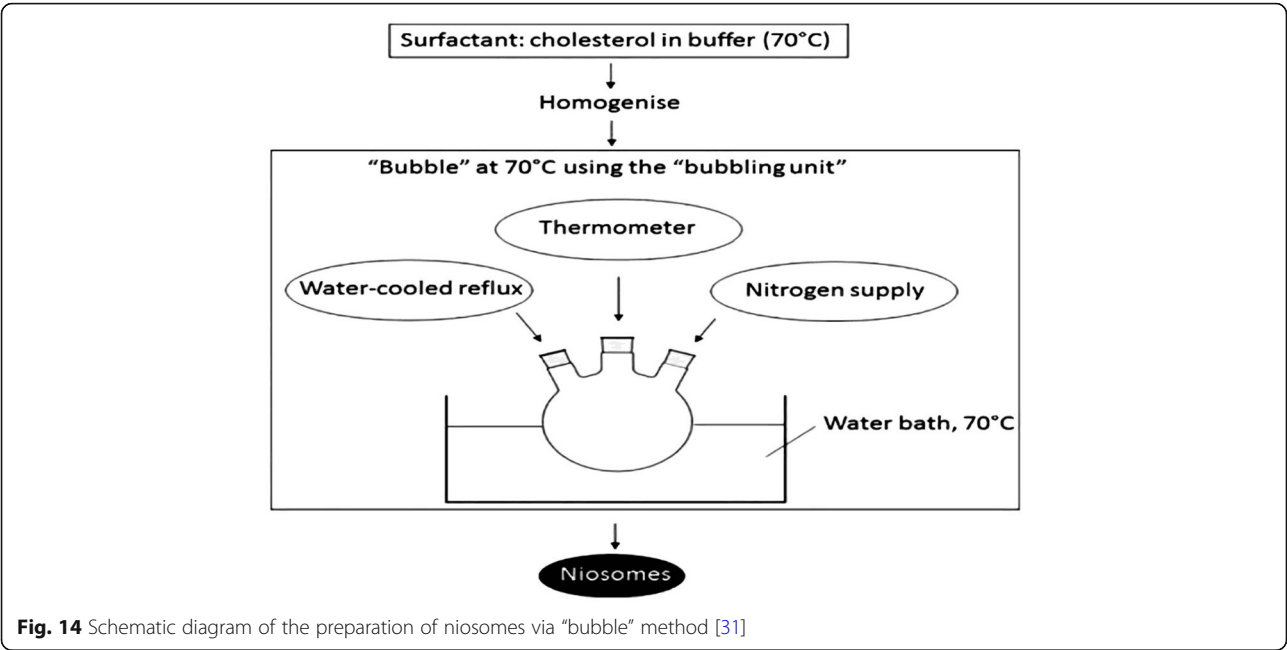 Surfactant: cholesterol in buffer (70°C)
Homogenise
“Bubble” at 70°C using the “bubbling unit”
Thermometer
Water-cooled reflux
Nitrogen supply
Water bath, 70°C
Niosomes
Fig. 14 Schematic diagram of the preparation of niosomes via “bubble” method [31]